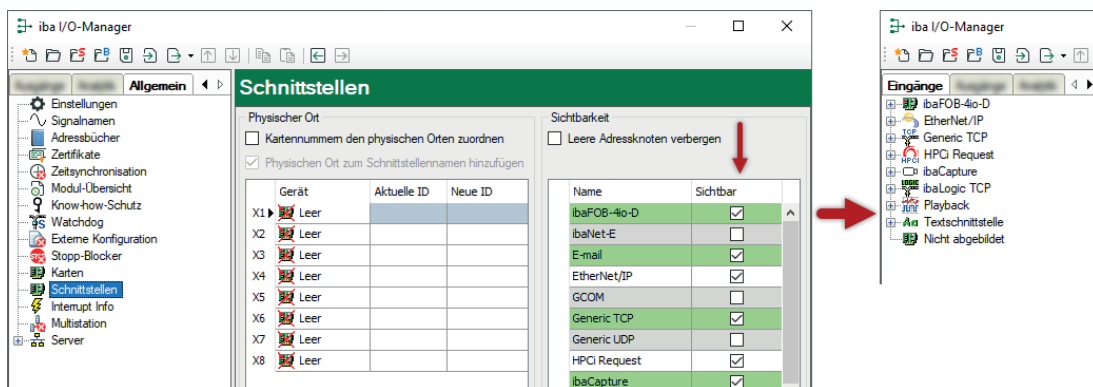 iba I/O-Manager
Allgemein
Einstellungen
Signalnamen
Adressbücher
Zertifikate
Zeitsynchronisation
Modul-Übersicht
Know-how-Schutz
Watchdog
Externe Konfiguration
Stopp-Blocker
Karten
Schnittstellen
Interrupt Info
Multistation
Server
Schnittstellen
Physischer Ort
Kartennummern den physischen Orten zuordnen
Physischen Ort zum Schnittstellennamen hinzufügen
Gerät Aktuelle ID Neue ID
X1 Leer
X2 Leer
X3 Leer
X4 Leer
X5 Leer
X6 Leer
X7 Leer
X8 Leer
Sichtbarkeit
Leere Adressknoten verbergen
Name Sichtbar
ibaFOB-4io-D
ibaNet-E
E-mail
EtherNet/IP
GCOM
Generic TCP
Generic UDP
HPCi Request
ibaCapture
iba I/O-Manager
Eingänge
ibaFOB-4io-D
EtherNet/IP
TCP Generic TCP
HPCI HPCi Request
ibaCapture
LOGIC ibaLogic TCP
Playback
Aa Textschnittstelle
Nicht abgebildet